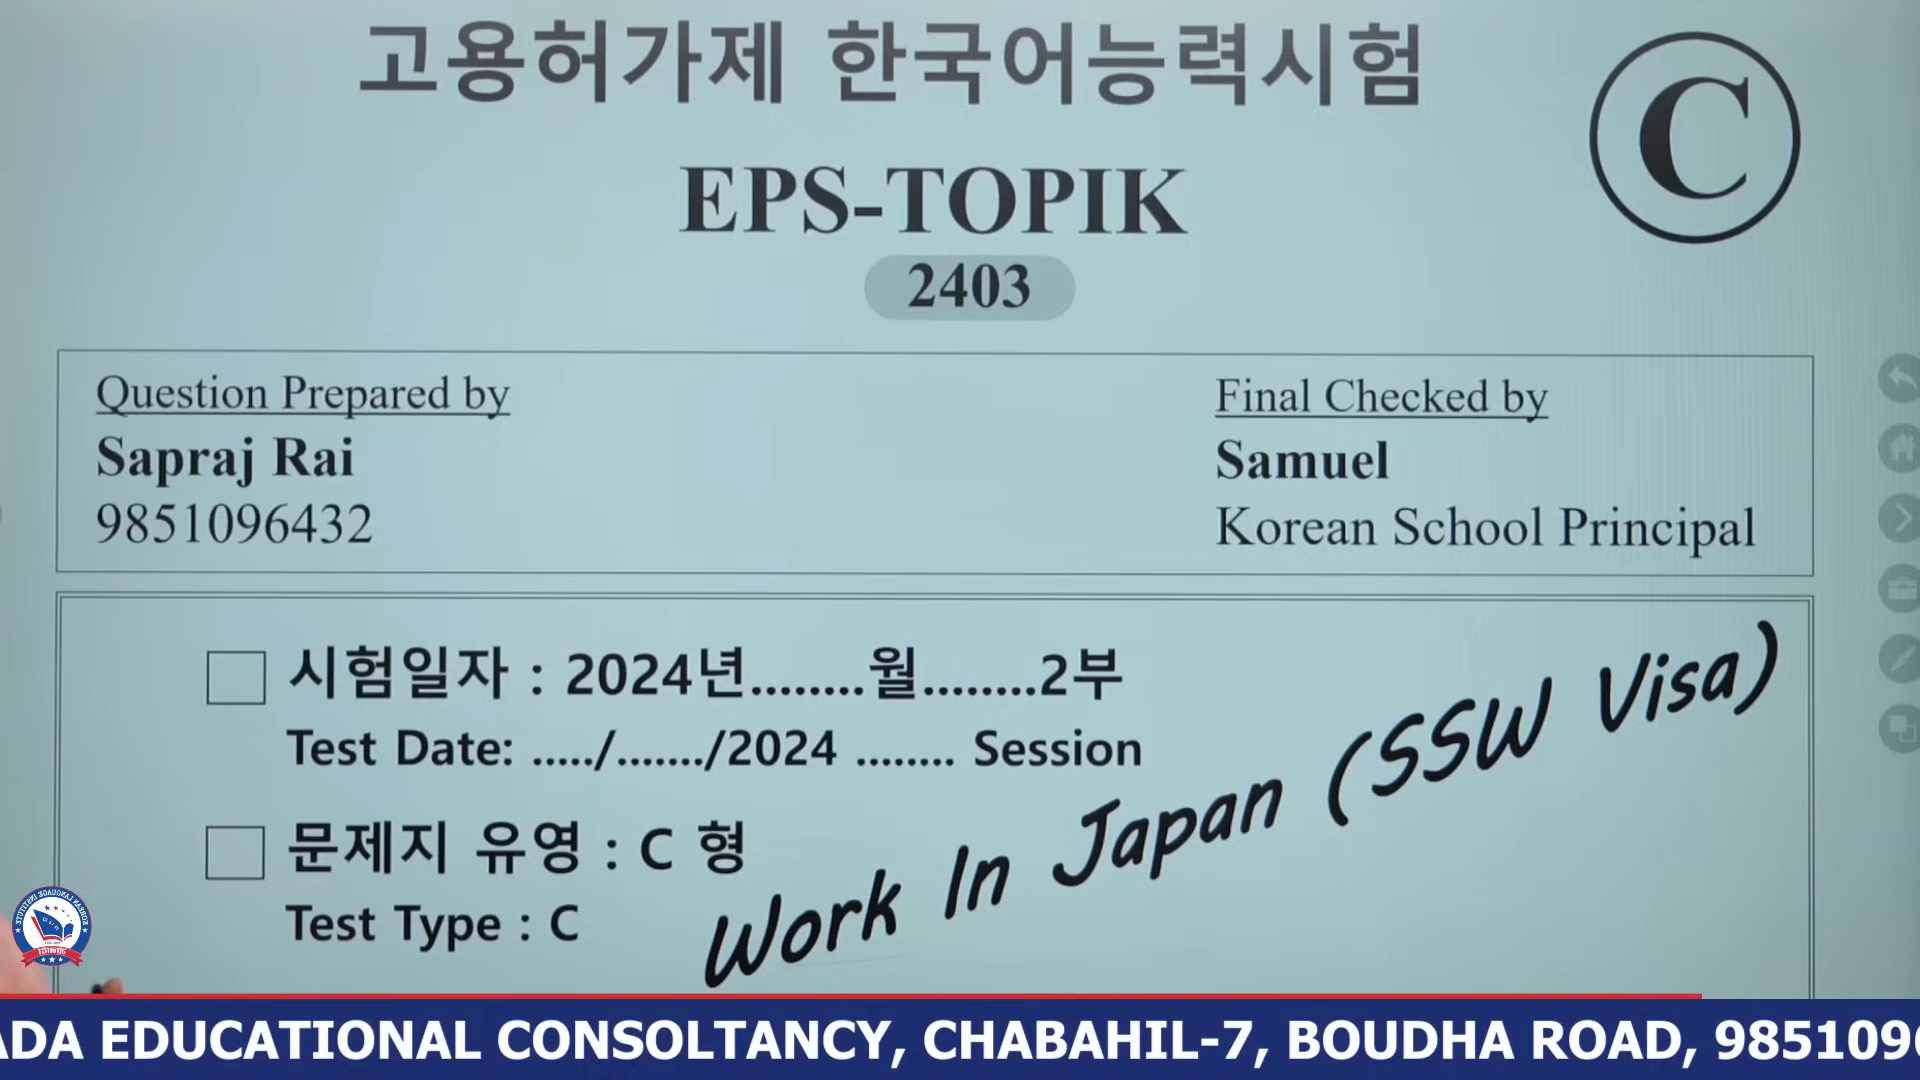 고용허가제 한국어능력시험
C
EPS-TOPIK
2403
Question Prepared by
Sapraj Rai
9851096432
Final Checked by
Samuel
Korean School Principal
시험일자 : 2024년........월........2부
Test Date: ...../......./2024 ........ Session
문제지 유영 : C 형
Test Type : C
Work In Japan (SSW Visa)
ADA EDUCATIONAL CONSOLTANCY, CHABAHIL-7, BOUDHA ROAD, 985109